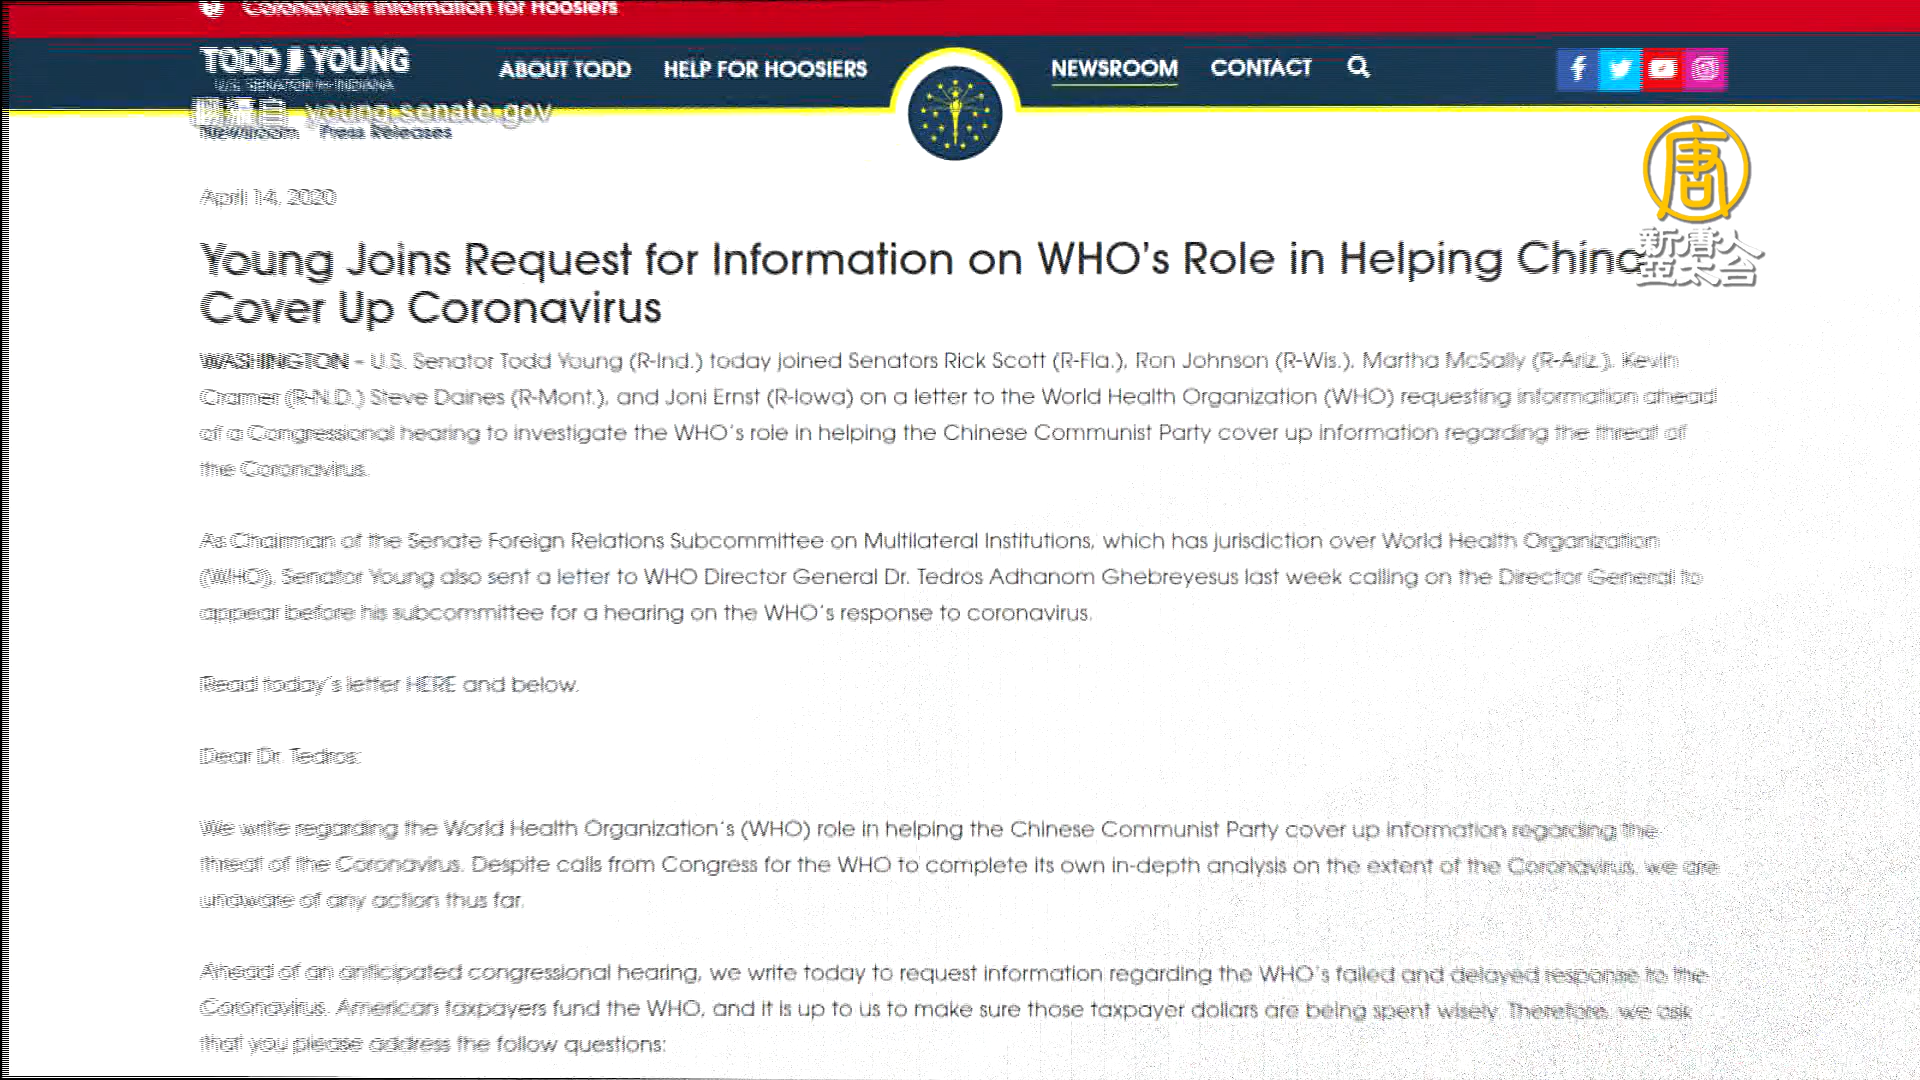 Coronavirus Information for Hoosiers
TODD YOUNG
U.S. SENATOR for INDIANA
ABOUT TODD
HELP FOR HOOSIERS
NEWSROOM
CONTACT
young.senate.gov
Newsroom Press Releases
唐
新唐人
亞太台
April 14, 2020
Young Joins Request for Information on WHO's Role in Helping China
Cover Up Coronavirus
WASHINGTON – U.S. Senator Todd Young (R-Ind.) today joined Senators Rick Scott (R-Fla.), Ron Johnson (R-Wis.), Martha McSally (R-Ariz.), Kevin
Cramer (R-N.D.) Steve Daines (R-Mont.), and Joni Ernst (R-Iowa) on a letter to the World Health Organization (WHO) requesting information ahead
of a Congressional hearing to investigate the WHO's role in helping the Chinese Communist Party cover up information regarding the threat of
the Coronavirus.
As Chairman of the Senate Foreign Relations Subcommittee on Multilateral Institutions, which has jurisdiction over World Health Organization
(WHO), Senator Young also sent a letter to WHO Director General Dr. Tedros Adhanom Ghebreyesus last week calling on the Director General to
appear before his subcommittee for a hearing on the WHO's response to coronavirus.
Read today's letter HERE and below.
Dear Dr. Tedros:
We write regarding the World Health Organization's (WHO) role in helping the Chinese Communist Party cover up information regarding the
threat of the Coronavirus. Despite calls from Congress for the WHO to complete its own in-depth analysis on the extent of the Coronavirus, we are
unaware of any action thus far.
Ahead of an anticipated congressional hearing, we write today to request information regarding the WHO's failed and delayed response to the
Coronavirus. American taxpayers fund the WHO, and it is up to us to make sure those taxpayer dollars are being spent wisely. Therefore, we ask
that you please address the follow questions: